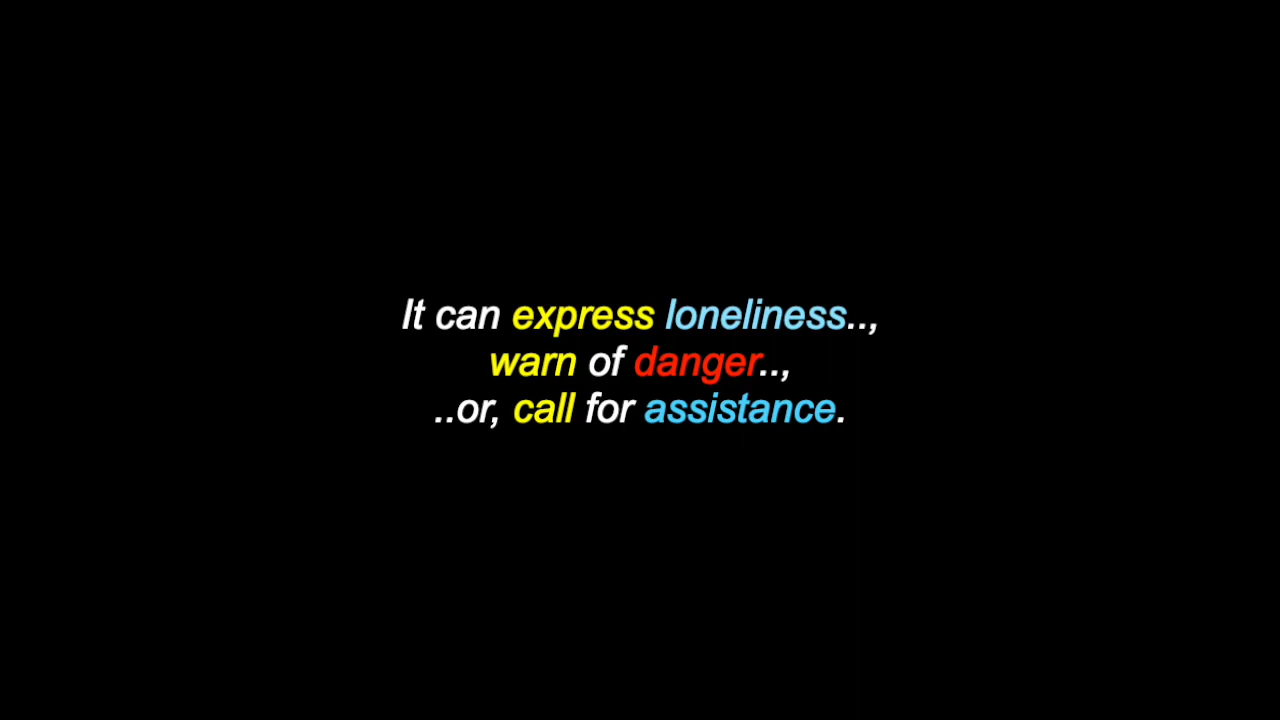 It can express loneliness..,
warn of danger..,
..or, call for assistance.